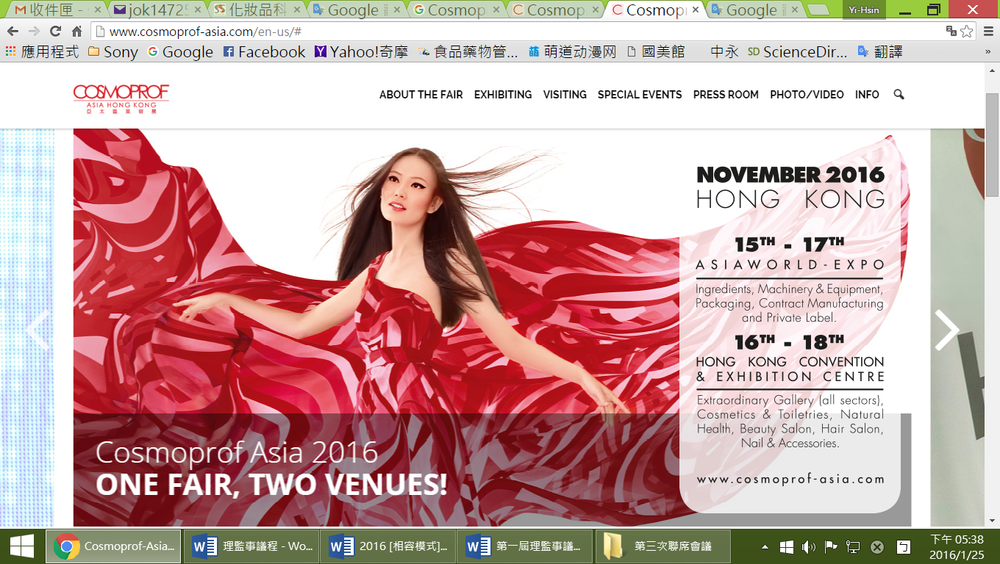 收件匣 -
jok1472
化妝品科
Google
Cosmop
Cosmop
Cosmop
Google
Yi-Hsin
www.cosmoprof-asia.com/en-us/#
應用程式
Sony
Google
Facebook
Yahoo!奇摩
食品藥物管...
萌道动漫网
國美館
中永
SD ScienceDir...
翻譯
»
COSMOPROF
ASIA HONG KONG
亞太區美容展
ABOUT THE FAIR
EXHIBITING
VISITING
SPECIAL EVENTS
PRESS ROOM
PHOTO/VIDEO
INFO
NOVEMBER 2016
HONG KONG
15TH - 17TH
ASIAWORLD-EXPO
Ingredients, Machinery & Equipment,
Packaging, Contract Manufacturing
and Private Label.
16TH - 18TH
HONG KONG CONVENTION
& EXHIBITION CENTRE
Extraordinary Gallery (all sectors),
Cosmetics & Toiletries, Natural
Health, Beauty Salon, Hair Salon,
Nail & Accessories.
www.cosmoprof-asia.com
Cosmoprof Asia 2016
ONE FAIR, TWO VENUES!
Cosmoprof-Asia...
理監事議程 - Wo...
2016 [相容模式]...
第一屆理監事議...
第三次聯席會議
下午 05:38
2016/1/25